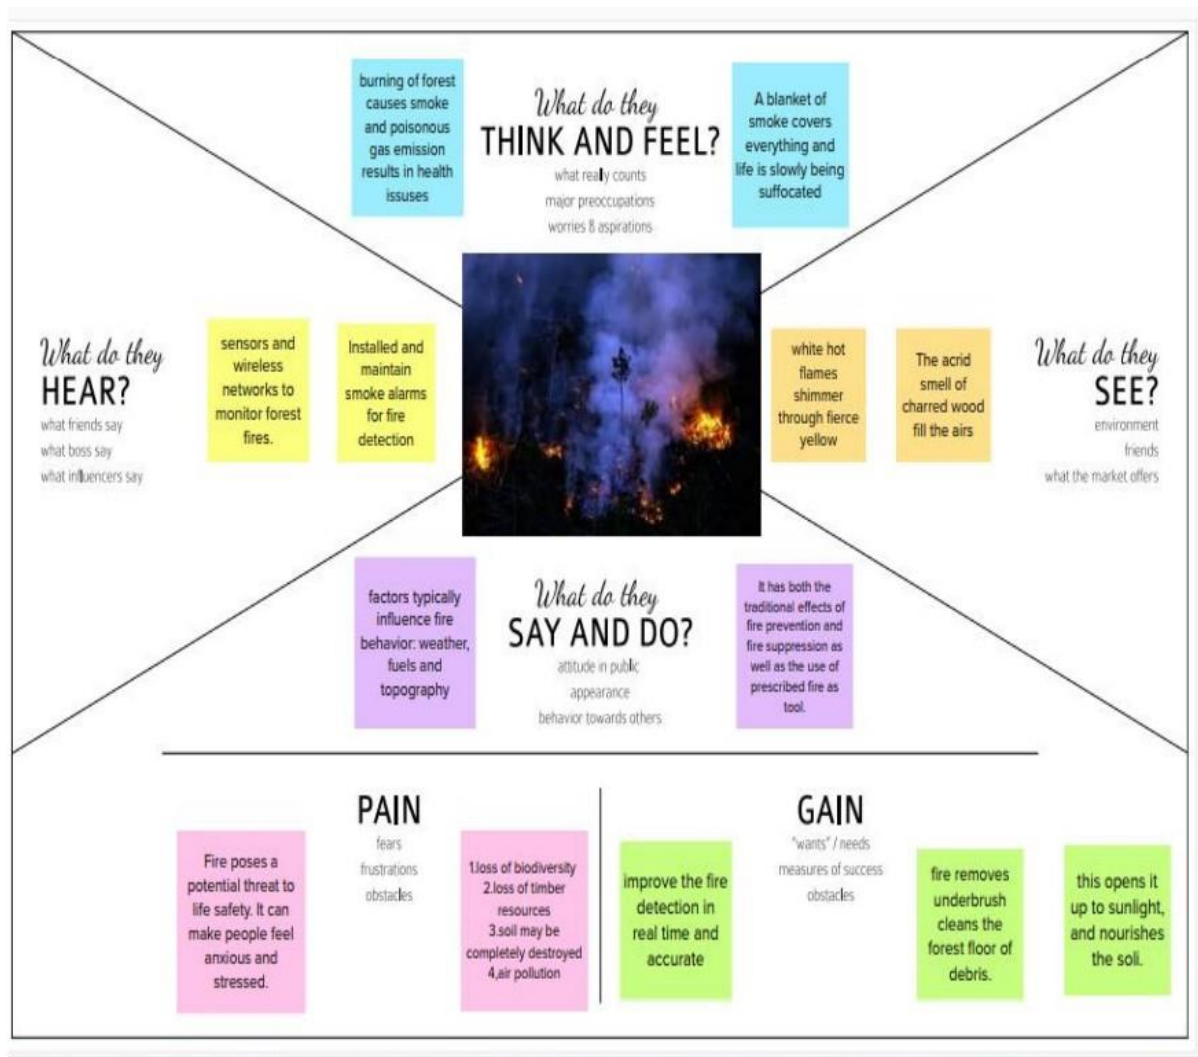 burning of forest
causes smoke
and poisonous
gas emission
results in health
issuses
What do they
THINK AND FEEL?
what really counts
major preoccupations
worries & aspirations
A blanket of
smoke covers
everything and
life is slowly being
suffocated
What do they
HEAR?
what friends say
what boss say
what influencers say
sensors and
wireless
networks to
monitor forest
fires.
Installed and
maintain
smoke alarms
for fire
detection
white hot
flames
shimmer
through fierce
yellow
The acrid
smell of
charred wood
fill the airs
What do they
SEE?
environment
friends
what the market offers
factors typically
influence fire
behavior: weather,
fuels and
topography
What do they
SAY AND DO?
attitude in public
appearance
behavior towards others
It has both the
traditional effects of
fire prevention and
fire suppression as
well as the use of
prescribed fire as
tool.
PAIN
fears
frustrations
obstacles
Fire poses a
potential threat to
life safety. It can
make people feel
anxious and
stressed.
1.loss of biodiversity
2.loss of timber
resources
3.soil may be
completely destroyed
4,air pollution
GAIN
"wants" / needs
measures of success
obstacles
improve the fire
detection in
real time and
accurate
fire removes
underbrush
cleans the
forest floor of
debris.
this opens it
up to sunlight,
and nourishes
the soli.